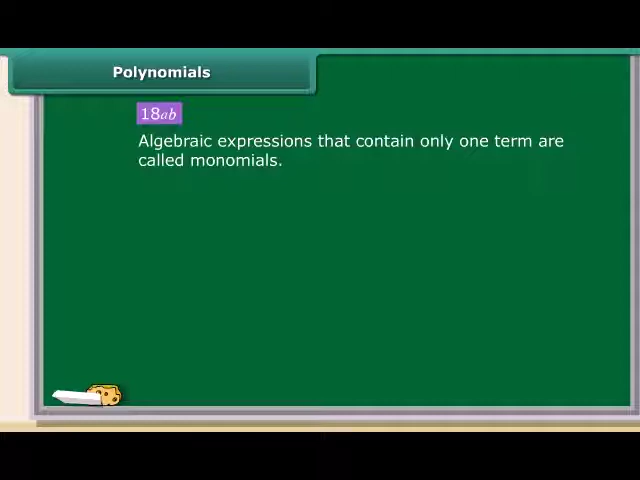 Polynomials
18ab
Algebraic expressions that contain only one term are
called monomials.